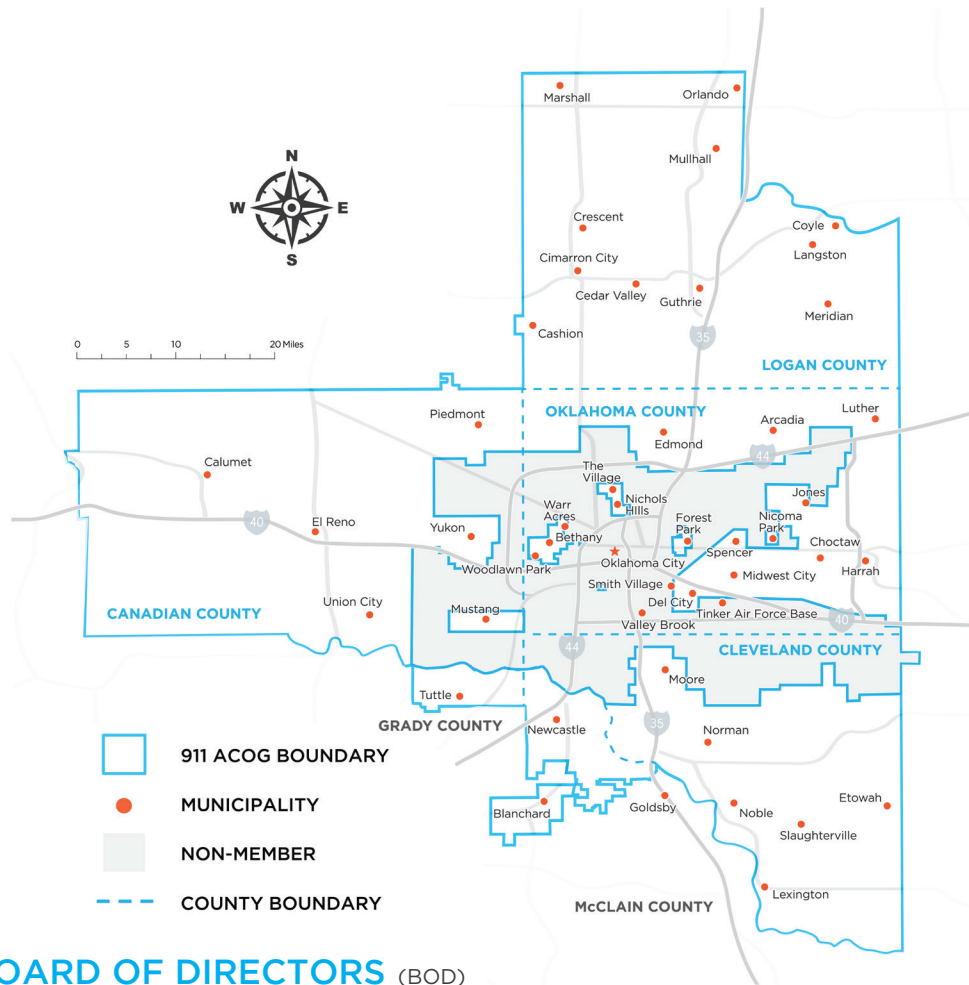 Marshall
Orlando
Mullhall
N
W E
S
Crescent
Coyle
Langston
Cimarron City
Cedar Valley
Guthrie
Meridian
Cashion
35
0 5 10 20 Miles
LOGAN COUNTY
Piedmont
OKLAHOMA COUNTY
Arcadia
Luther
Edmond
44
Calumet
The
Village
Nichols
HIlls
Jones
Warr
Acres
Forest
Park
Nicoma
Park
40
El Reno
Yukon
Bethany
Choctaw
Spencer
Woodlawn Park
Oklahoma City
Harrah
Midwest City
Smith Village
Del City
Union City
CANADIAN COUNTY
Mustang
Tinker Air Force Base
40
Valley Brook
44
CLEVELAND COUNTY
Moore
Tuttle
GRADY COUNTY
Newcastle
35
Norman
911 ACOG BOUNDARY
MUNICIPALITY
Blanchard
Goldsby
Noble
Etowah
Slaughterville
NON-MEMBER
Lexington
COUNTY BOUNDARY
McCLAIN COUNTY
OARD OF DIRECTORS (BOD)